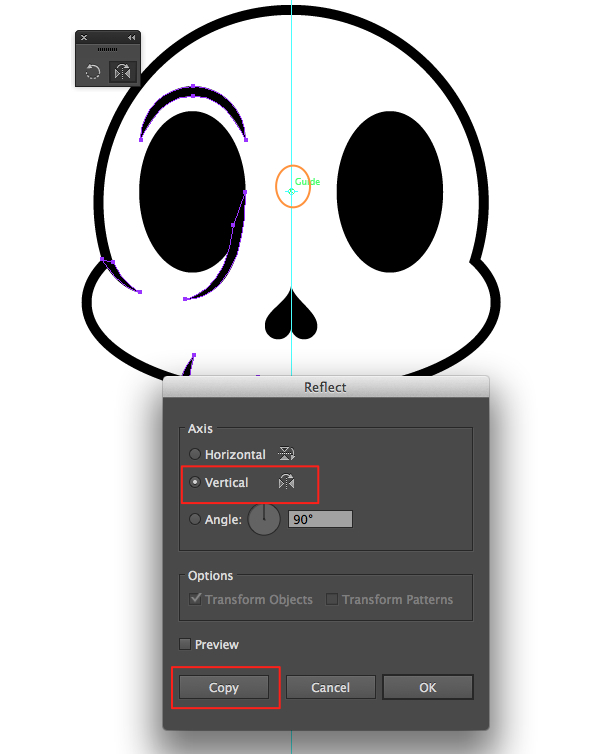 Guide
Reflect
Axis
Horizontal
Vertical
Angle: 90°
Options
Transform Objects Transform Patterns
Preview
Copy Cancel OK